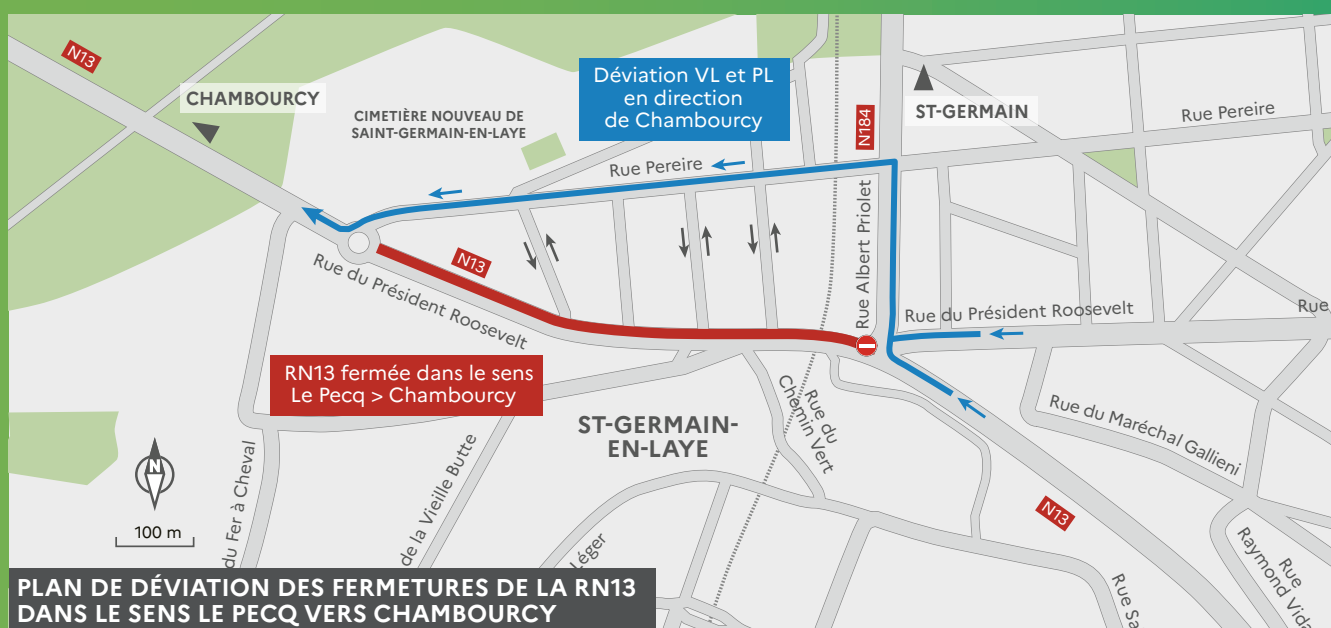 N13
CHAMBOURCY
CIMETIÈRE NOUVEAU DE
SAINT-GERMAIN-EN-LAYE
Déviation VL et PL
en direction
de Chambourcy
N184
ST-GERMAIN
Rue Pereire
Rue Pereire
Rue Albert Priolet
N13
Rue du Président Roosevelt
Rue du Président Roosevelt
Rue
RN13 fermée dans le sens
Le Pecq > Chambourcy
ST-GERMAIN-
EN-LAYE
Rue du
Chemin Vert
Rue du Maréchal Gallieni
N13
N
100 m
du Fer à Cheval
de la Vieille Butte
Léger
Rue Sa
Rue
Raymond Vida
PLAN DE DÉVIATION DES FERMETURES DE LA RN13
DANS LE SENS LE PECQ VERS CHAMBOURCY